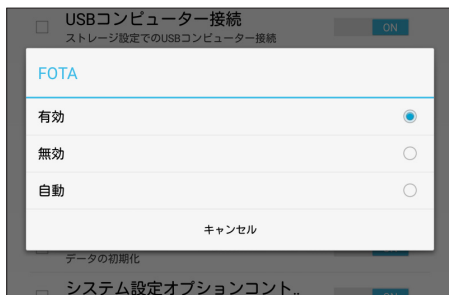 USBコンピューター接続
ON
ストレージ設定でのUSBコンピューター接続
FOTA
有効
無効
自動
キャンセル
データの初期化
システム設定オプションコント..
ON